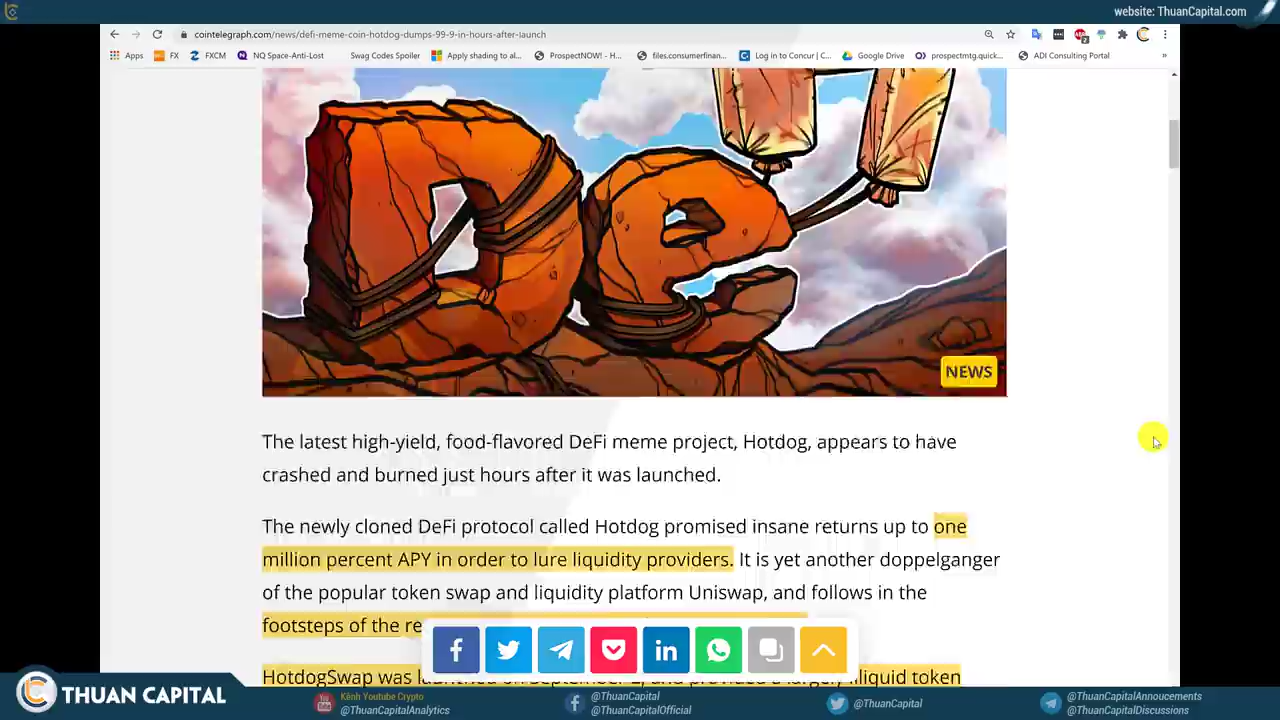 website: ThuanCapital.com
cointelegraph.com/news/defi-meme-coin-hotdog-dumps-99-9-in-hours-after-launch
Apps FX FXCM NQ Space-Anti-Lost Swag Codes Spoiler Apply shading to al... ProspectNOW! - H... files.consumerfinan... Log in to Concur | C... Google Drive prospectmtg.quick... ADI Consulting Portal »
DeFi
NEWS
The latest high-yield, food-flavored DeFi meme project, Hotdog, appears to have
crashed and burned just hours after it was launched.
The newly cloned DeFi protocol called Hotdog promised insane returns up to one
million percent APY in order to lure liquidity providers. It is yet another doppelganger
of the popular token swap and liquidity platform Uniswap, and follows in the
footsteps of the
HotdogSwap was
liquid token
THUAN CAPITAL
Kênh Youtube Crypto
@ThuanCapitalAnalytics
@ThuanCapital
@ThuanCapitalOfficial
@ThuanCapital
@ThuanCapitalAnnoucements
@ThuanCapitalDiscussions